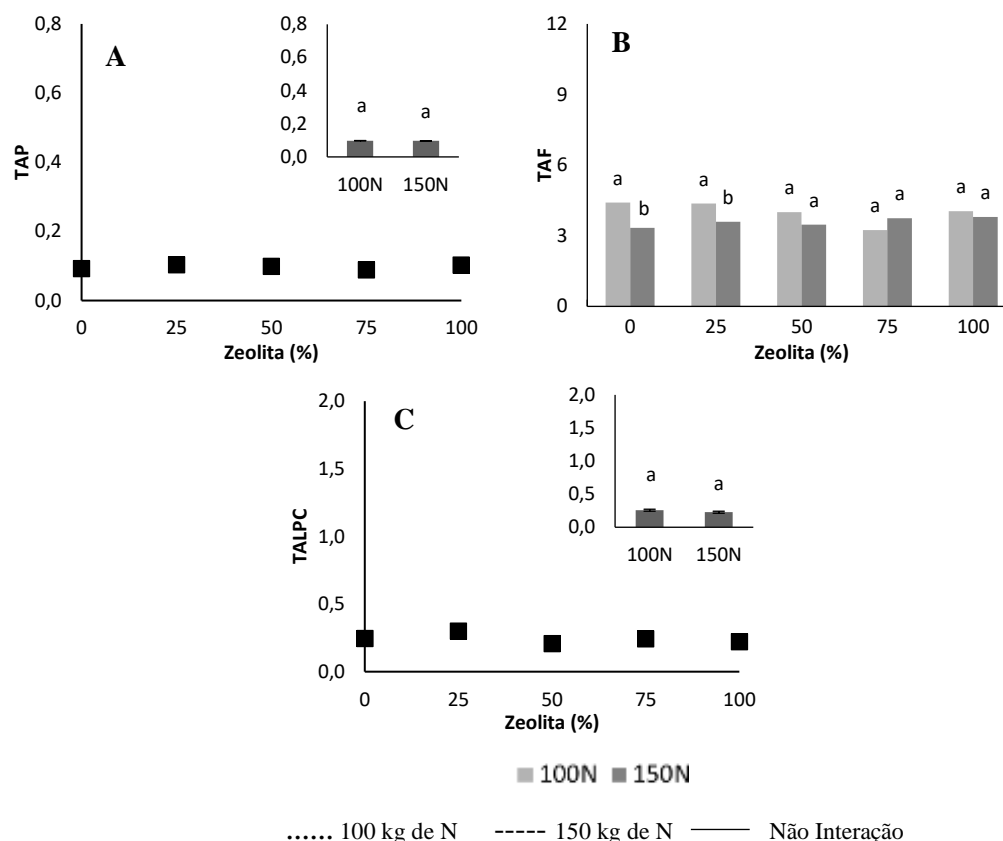 A
TAP
0,8
0,6
0,4
0,2
0,0
0 25 50 75 100
Zeolita (%)
0,8
0,6
0,4
0,2
0,0
a a
100N 150N
B
TAF
12
9
6
3
0
a b a b a a a a a a
0 25 50 75 100
Zeolita (%)
C
TALPC
2,0
1,5
1,0
0,5
0,0
0 25 50 75 100
Zeolita (%)
2,0
1,5
1,0
0,5
0,0
a a
100N 150N
100N 150N
...... 100 kg de N ----- 150 kg de N —— Não Interação